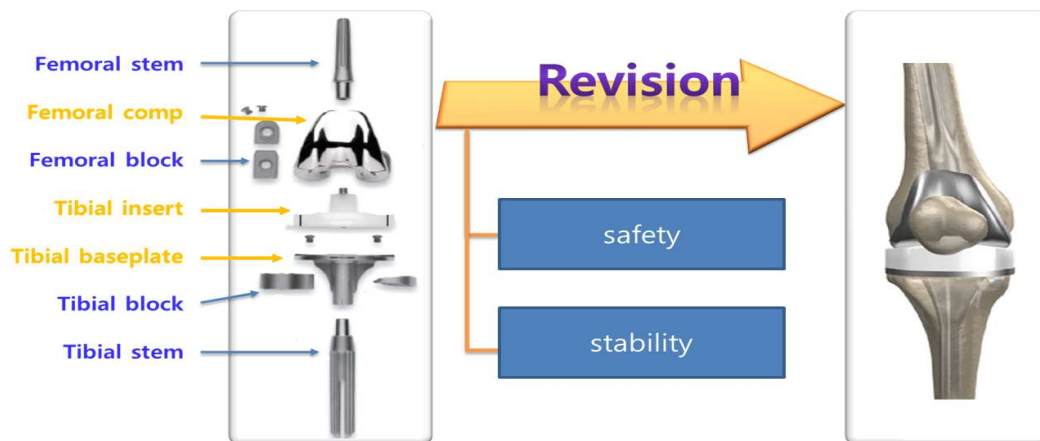 Femoral stem
Femoral comp
Femoral block
Tibial insert
Tibial baseplate
Tibial block
Tibial stem
Revision
safety
stability